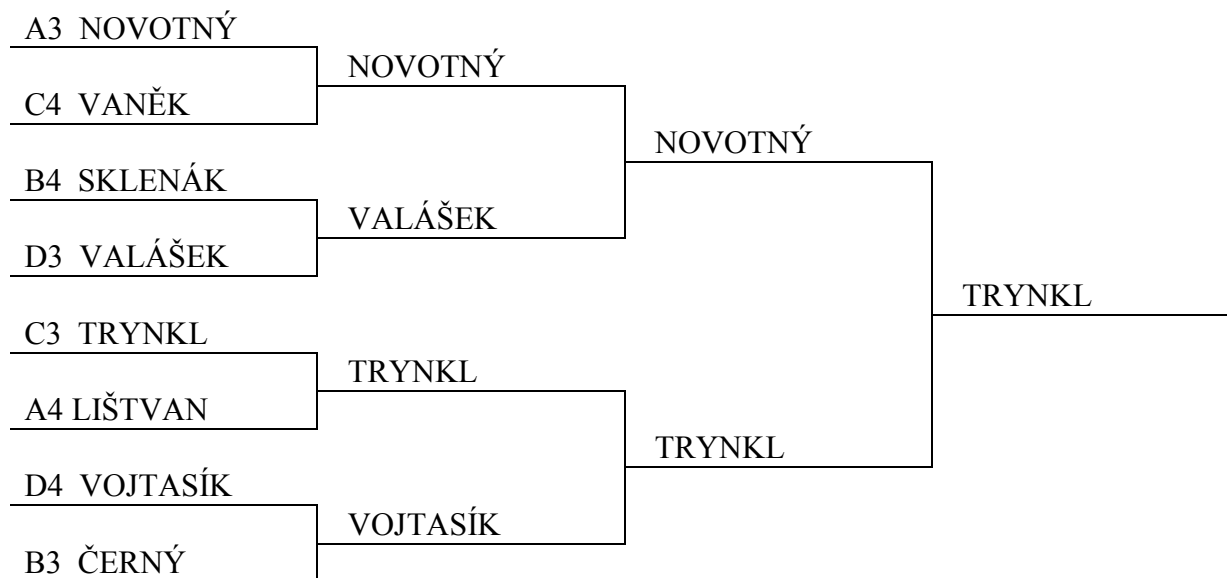 A3 NOVOTNÝ
NOVOTNÝ
C4 VANĚK
NOVOTNÝ
B4 SKLENÁK
VALÁŠEK
D3 VALÁŠEK
TRYNKL
C3 TRYNKL
TRYNKL
A4 LIŠTVAN
TRYNKL
D4 VOJTASÍK
VOJTASÍK
B3 ČERNÝ